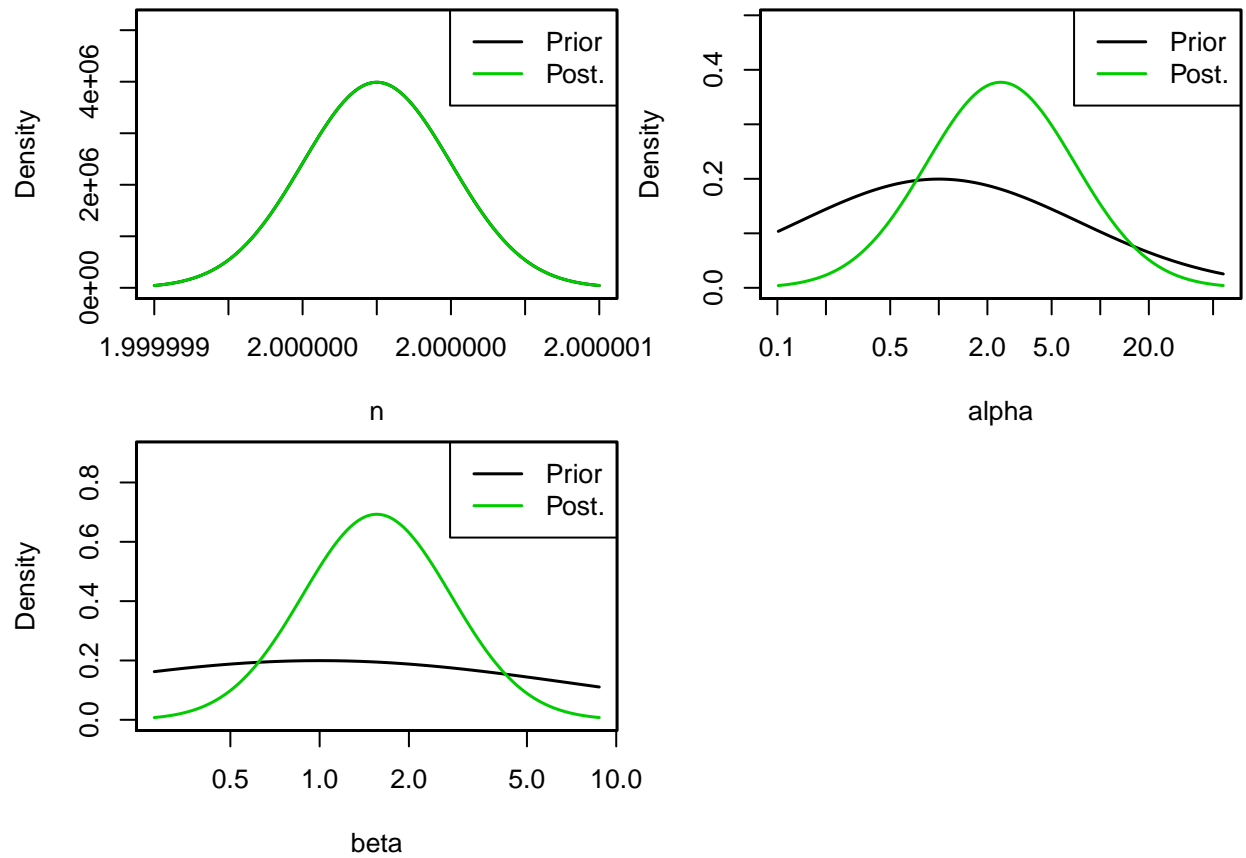 Density
0e+00 2e+06 4e+06
Prior
Post.
1.999999 2.000000 2.000000 2.000001
n
Density
0.0 0.2 0.4
Prior
Post.
0.1 0.5 2.0 5.0 20.0
alpha
Density
0.0 0.2 0.4 0.6 0.8
Prior
Post.
0.5 1.0 2.0 5.0 10.0
beta